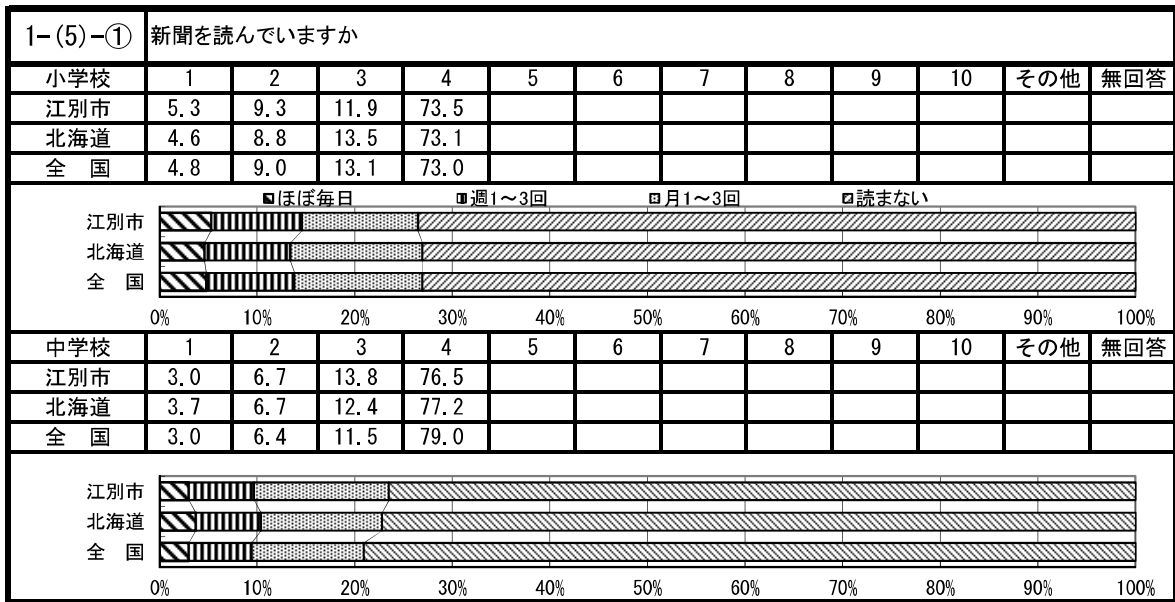 1-(5)-① 新聞を読んでいますか
小学校 1 2 3 4 5 6 7 8 9 10 その他 無回答
江別市 5.3 9.3 11.9 73.5
北海道 4.6 8.8 13.5 73.1
全 国 4.8 9.0 13.1 73.0
ほぼ毎日 週1～3回 月1～3回 読まない
江別市
北海道
全 国
0% 10% 20% 30% 40% 50% 60% 70% 80% 90% 100%
中学校 1 2 3 4 5 6 7 8 9 10 その他 無回答
江別市 3.0 6.7 13.8 76.5
北海道 3.7 6.7 12.4 77.2
全 国 3.0 6.4 11.5 79.0
江別市
北海道
全 国
0% 10% 20% 30% 40% 50% 60% 70% 80% 90% 100%